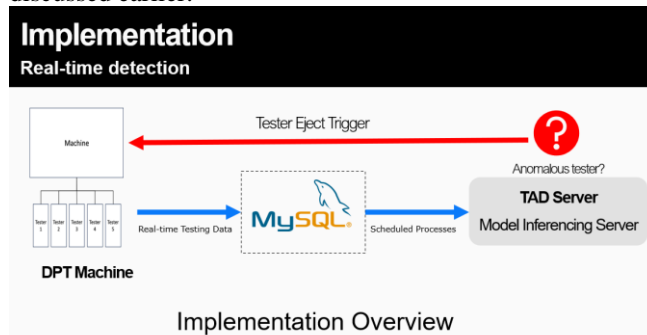 discussed earlier.
Implementation
Real-time detection
Tester Eject Trigger
?
Machine
Anomalous tester?
TAD Server
Model Inferencing Server
MySQL®
Tester 1
Tester 2
Tester 3
Tester 4
Tester 5
Real-time Testing Data
Scheduled Processes
DPT Machine
Implementation Overview